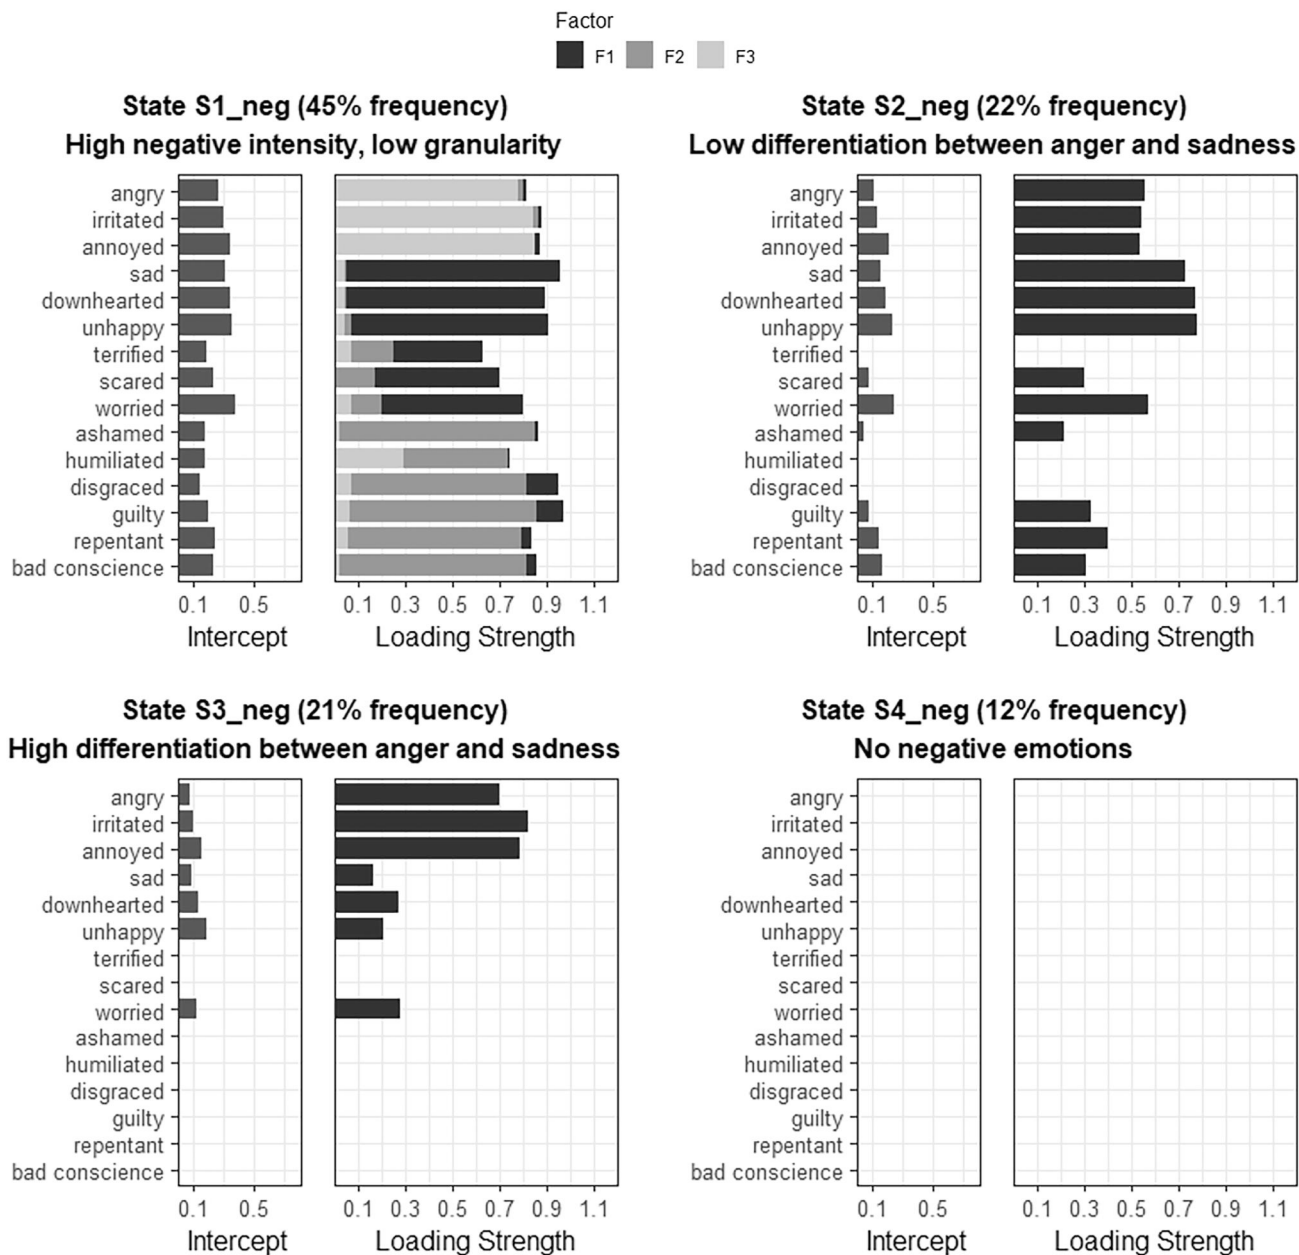 Factor
F1 F2 F3
State S1_neg (45% frequency)
High negative intensity, low granularity
angry
irritated
annoyed
sad
downhearted
unhappy
terrified
scared
worried
ashamed
humiliated
disgraced
guilty
repentant
bad conscience
0.1 0.5 0.1 0.3 0.5 0.7 0.9 1.1
Intercept Loading Strength
State S2_neg (22% frequency)
Low differentiation between anger and sadness
angry
irritated
annoyed
sad
downhearted
unhappy
terrified
scared
worried
ashamed
humiliated
disgraced
guilty
repentant
bad conscience
0.1 0.5 0.1 0.3 0.5 0.7 0.9 1.1
Intercept Loading Strength
State S3_neg (21% frequency)
High differentiation between anger and sadness
angry
irritated
annoyed
sad
downhearted
unhappy
terrified
scared
worried
ashamed
humiliated
disgraced
guilty
repentant
bad conscience
0.1 0.5 0.1 0.3 0.5 0.7 0.9 1.1
Intercept Loading Strength
State S4_neg (12% frequency)
No negative emotions
angry
irritated
annoyed
sad
downhearted
unhappy
terrified
scared
worried
ashamed
humiliated
disgraced
guilty
repentant
bad conscience
0.1 0.5 0.1 0.3 0.5 0.7 0.9 1.1
Intercept Loading Strength